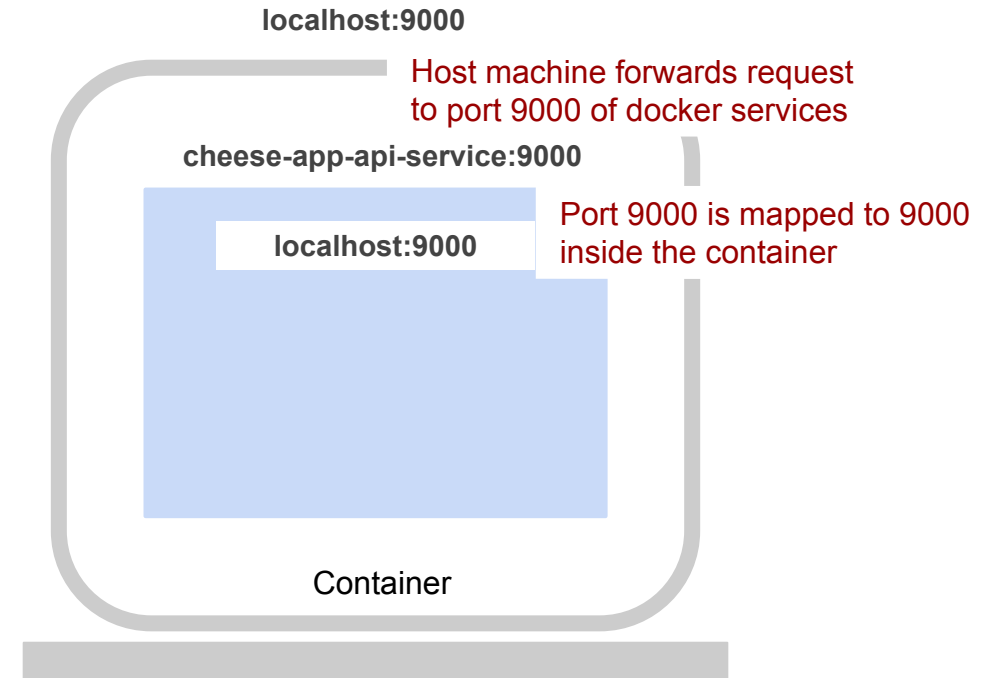 localhost:9000
Host machine forwards request
to port 9000 of docker services
cheese-app-api-service:9000
Port 9000 is mapped to 9000
inside the container
localhost:9000
Container